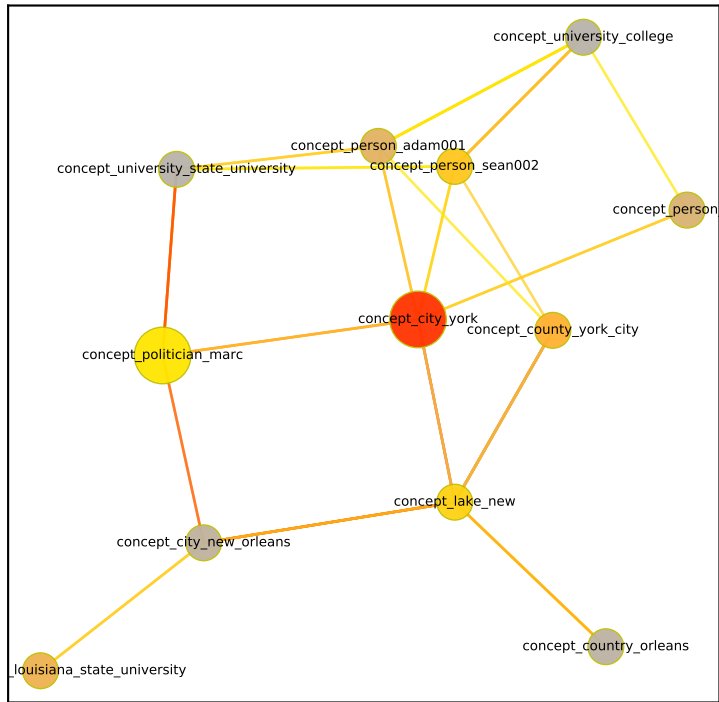 concept_university_college
concept_person_adam001
concept_person_sean002
concept_university_state_university
concept_person
concept_city_york
concept_county_york_city
concept_politician_marc
concept_lake_new
concept_city_new_orleans
concept_country_orleans
_louisiana_state_university